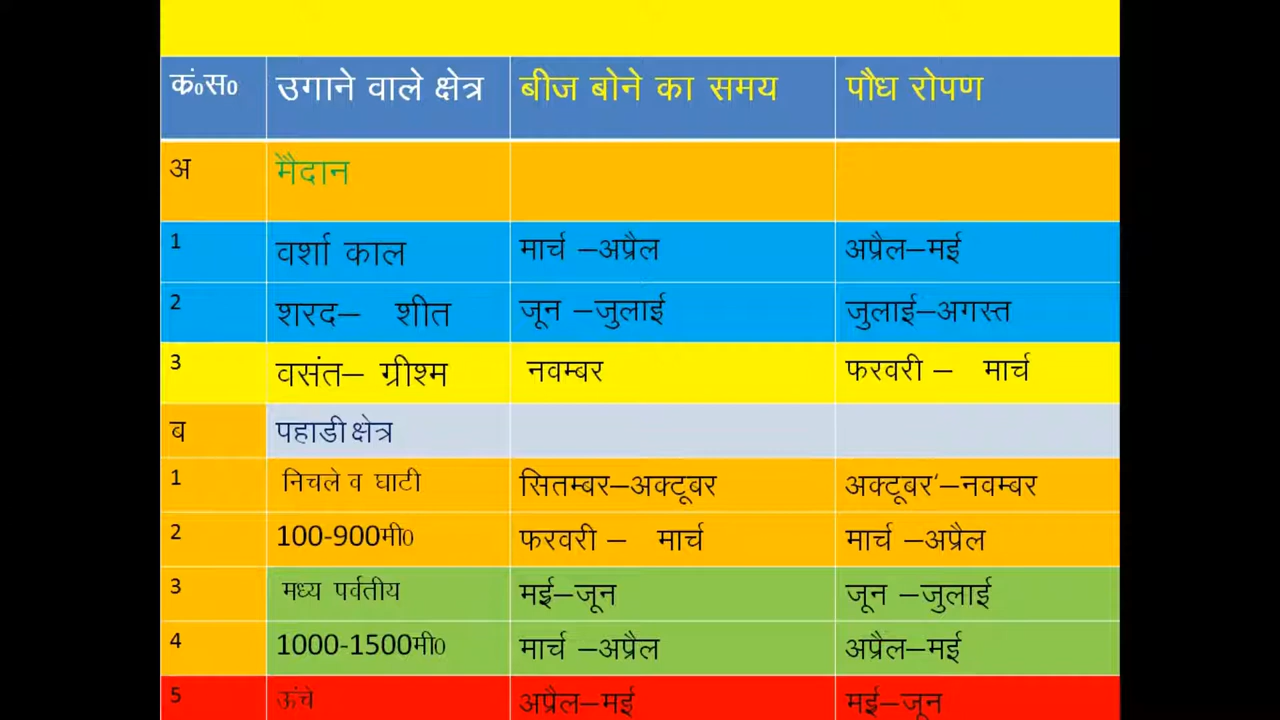 कं०स० उगाने वाले क्षेत्र बीज बोने का समय पौध रोपण
अ मैदान
1 वर्शा काल मार्च –अप्रैल अप्रैल–मई
2 शरद– शीत जून –जुलाई जुलाई–अगस्त
3 वसंत– ग्रीश्म नवम्बर फरवरी – मार्च
ब पहाडी क्षेत्र
1 निचले व घाटी सितम्बर–अक्टूबर अक्टूबर’–नवम्बर
2 100-900मी0 फरवरी – मार्च मार्च –अप्रैल
3 मध्य पर्वतीय मई–जून जून –जुलाई
4 1000-1500मी0 मार्च –अप्रैल अप्रैल–मई
5 ऊंचे अप्रैल–मई मई–जून